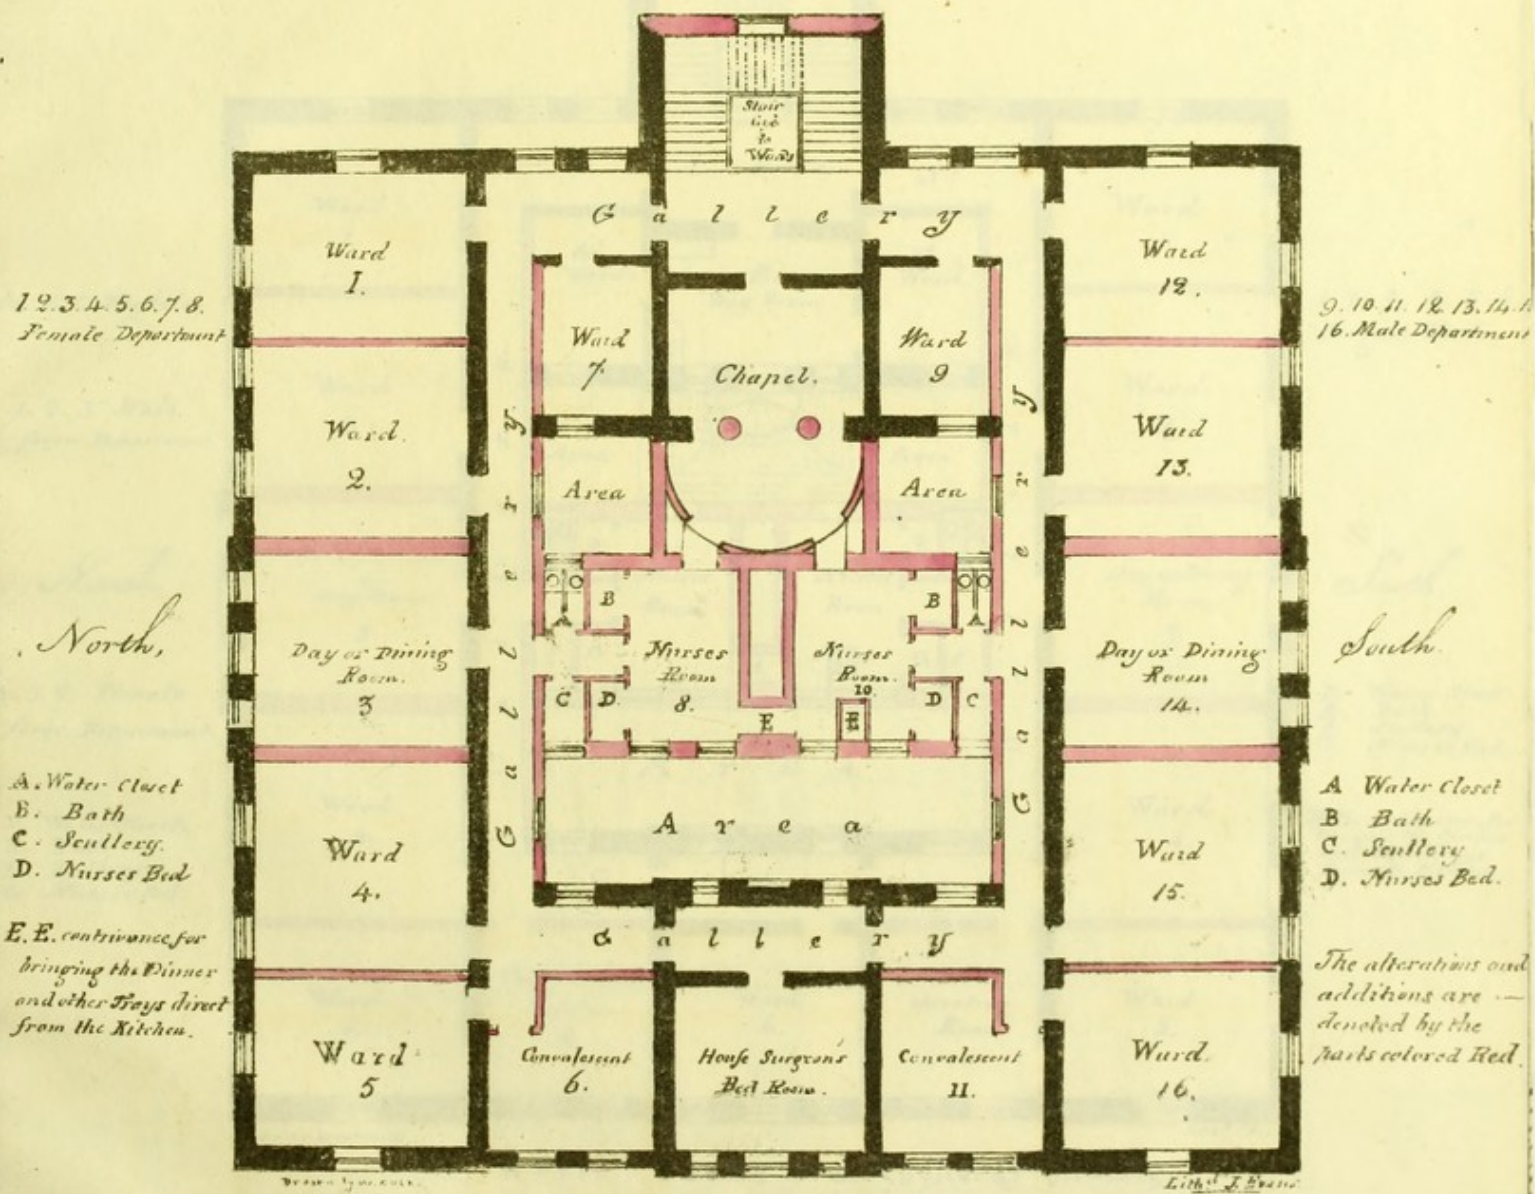 Stair
to
Wards
Gallery
Ward
1.
Ward
12.
1 2. 3. 4. 5. 6. 7. 8.
Female Department
9. 10 11. 12. 13. 14.
16. Male Department
Ward
7.
Chapel.
Ward
9
Ward.
2.
Ward
13.
Area
Area
Gallery
Gallery
B
B
A
A
North,
South.
Day or Dining
Room.
3
Nurses
Room
8.
Nurses
Room.
10.
Day or Dining
Room
14.
C
D.
D
C
E
E
A. Water Closet
B. Bath
C. Scullery.
D. Nurses Bed
A Water Closet
B Bath
C. Scullery
D. Nurses Bed.
Area
Ward
4.
Ward
15.
E. E. contrivance for
bringing the Dinner
and other Trays direct
from the Kitchen.
Gallery
The alterations and
additions are —
denoted by the
parts colored Red.
Ward
5
Convalescent
6.
House Surgeon's
Bed Room.
Convalescent
11.
Ward.
16.
Drawn by
Lithd. J. Evans